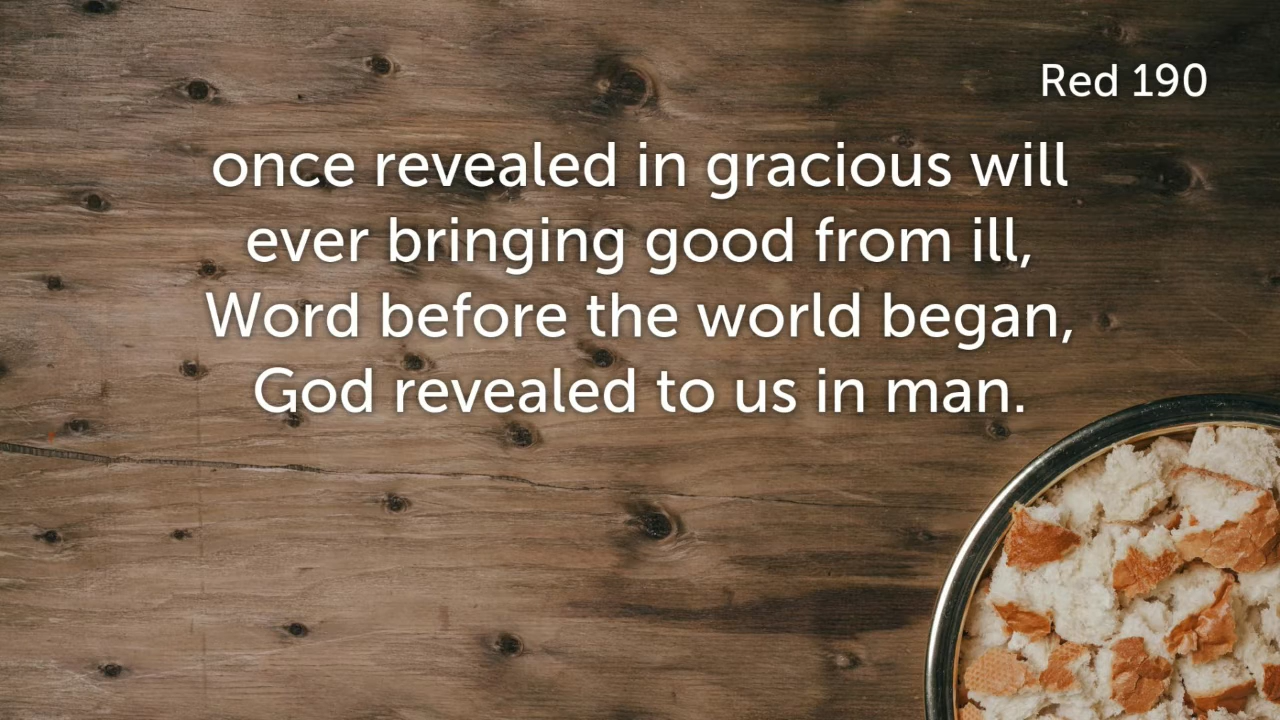 Red 190
once revealed in gracious will
ever bringing good from ill,
Word before the world began,
God revealed to us in man.